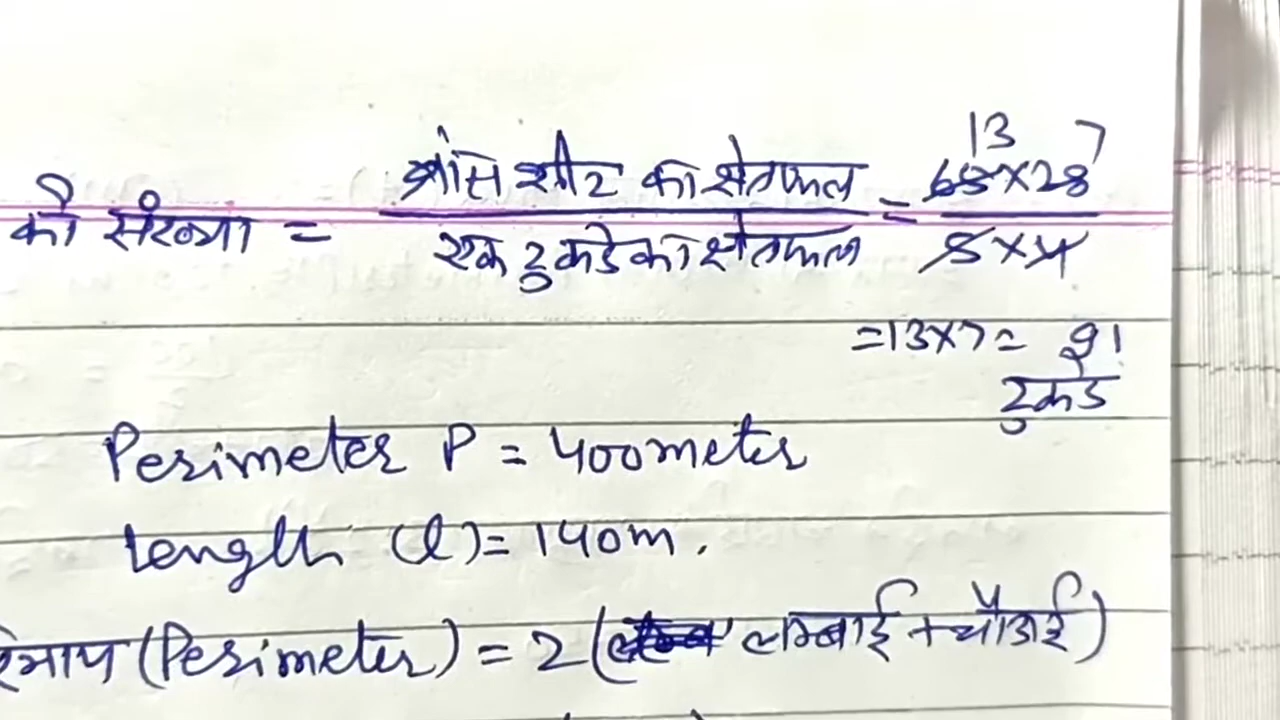 की संख्या = ग्रांस शीट का क्षेत्रफल / एक टुकडे का क्षेत्रफल = 65×28 / 5×4
13 7
=13×7= 91
टुकडे
Perimeter P = 400meter
length (l)=140m.
रिमाप (Perimeter) = 2( लम्बाई +चौडाई)